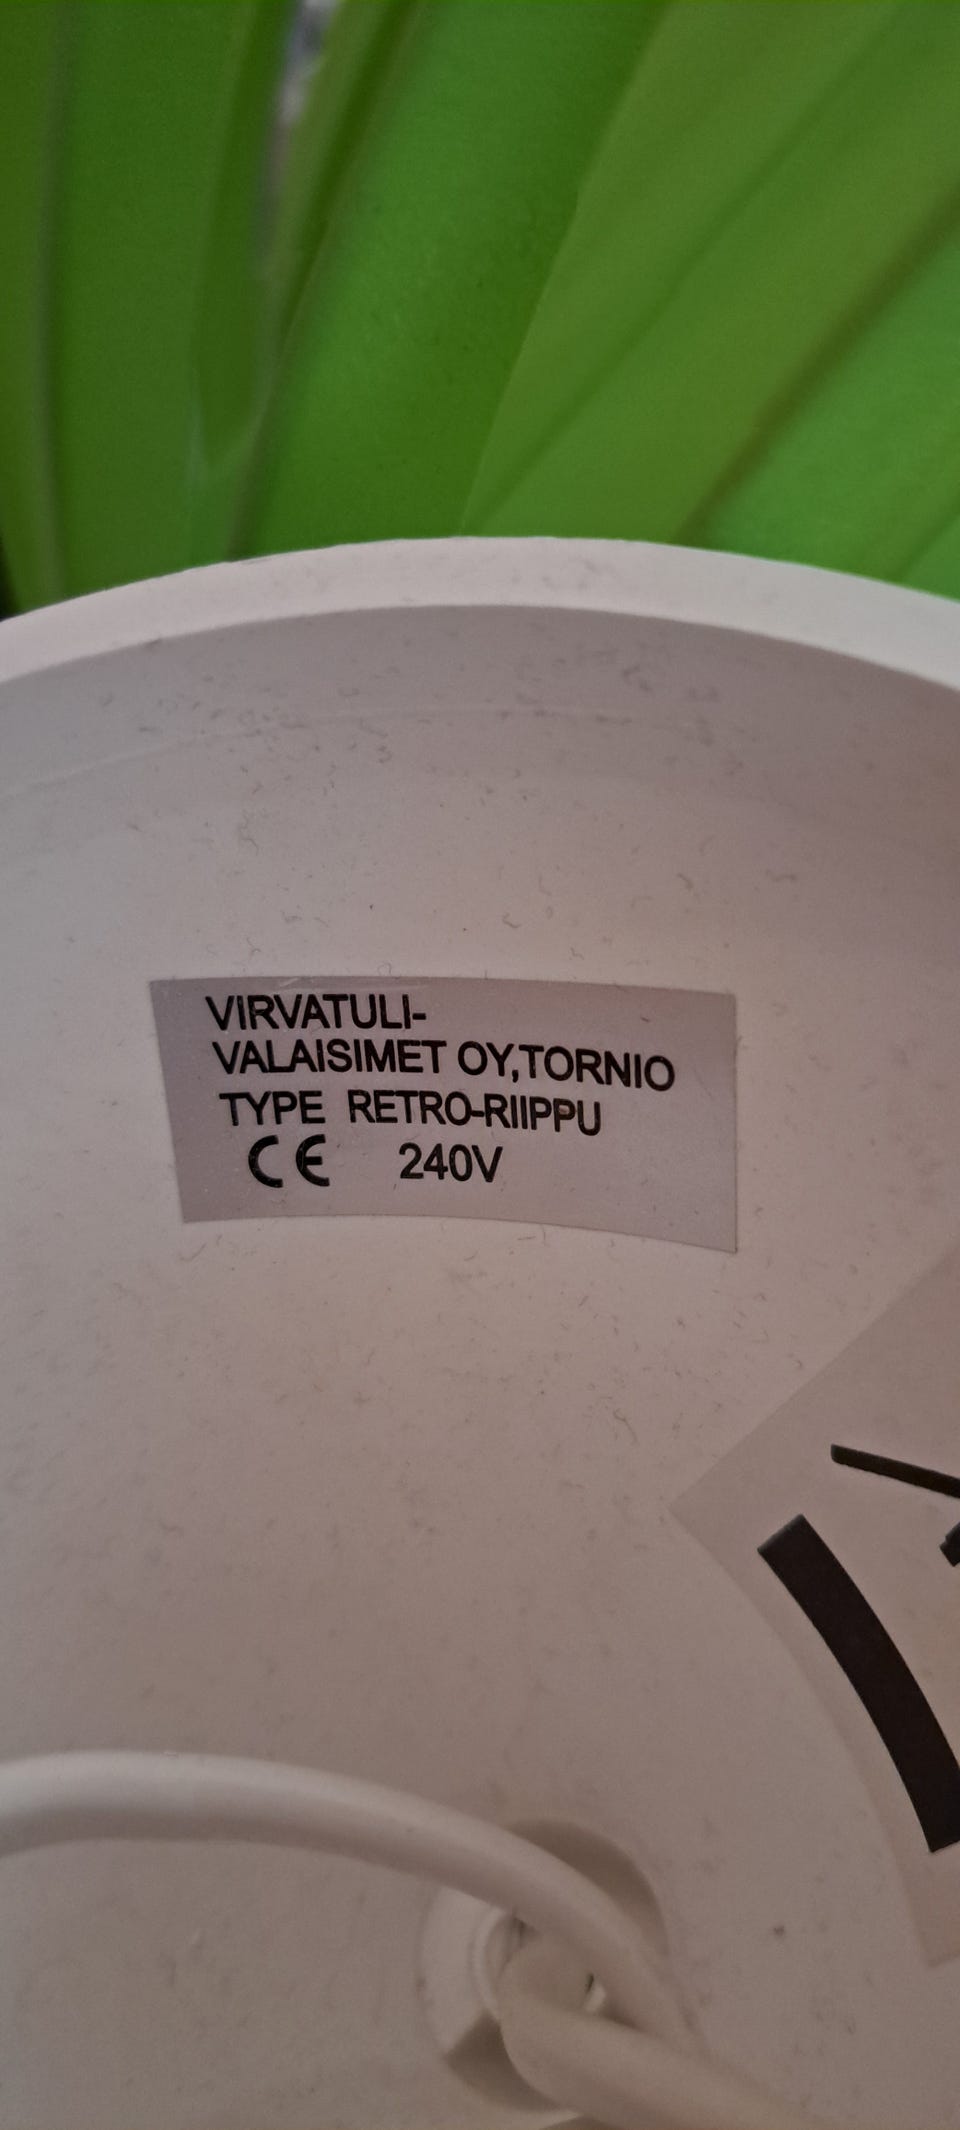 VIRVATULI-
VALAISIMET OY,TORNIO
TYPE RETRO-RIIPPU
CE 240V